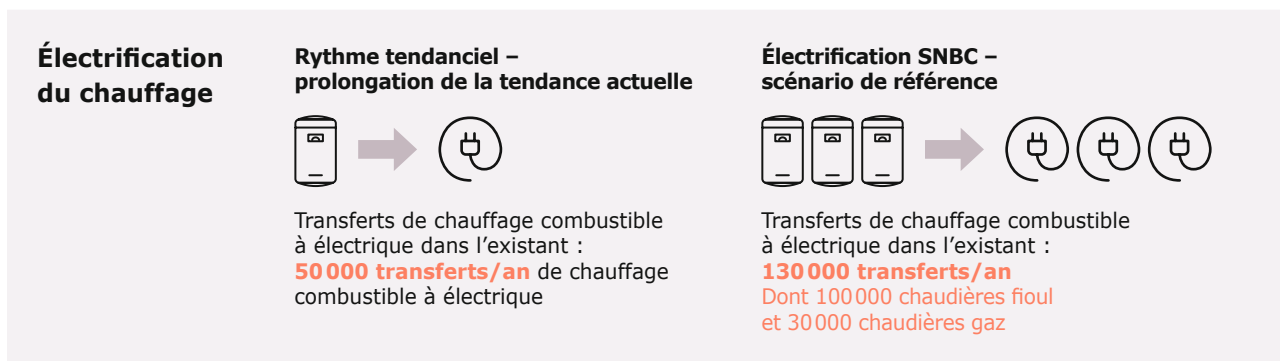 Électrification
du chauffage
Rythme tendanciel –
prolongation de la tendance actuelle
Transferts de chauffage combustible
à électrique dans l’existant :
50 000 transferts/an de chauffage
combustible à électrique
Électrification SNBC –
scénario de référence
Transferts de chauffage combustible
à électrique dans l’existant :
130 000 transferts/an
Dont 100 000 chaudières fioul
et 30 000 chaudières gaz